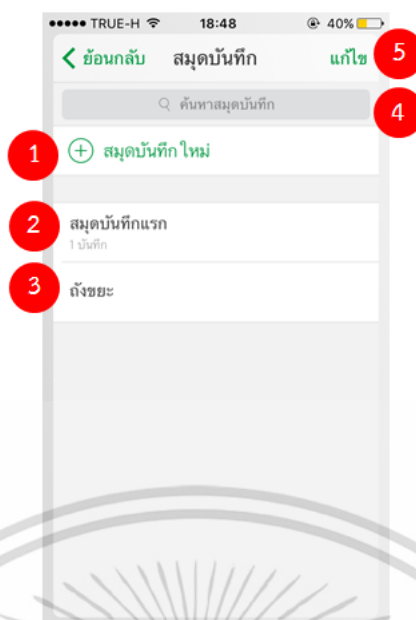 ●●●●● TRUE-H 18:48 40%
ย้อนกลับ สมุดบันทึก แก้ไข 5
ค้นหาสมุดบันทึก 4
1 สมุดบันทึกใหม่
2 สมุดบันทึกแรก
1 บันทึก
3 ถังขยะ